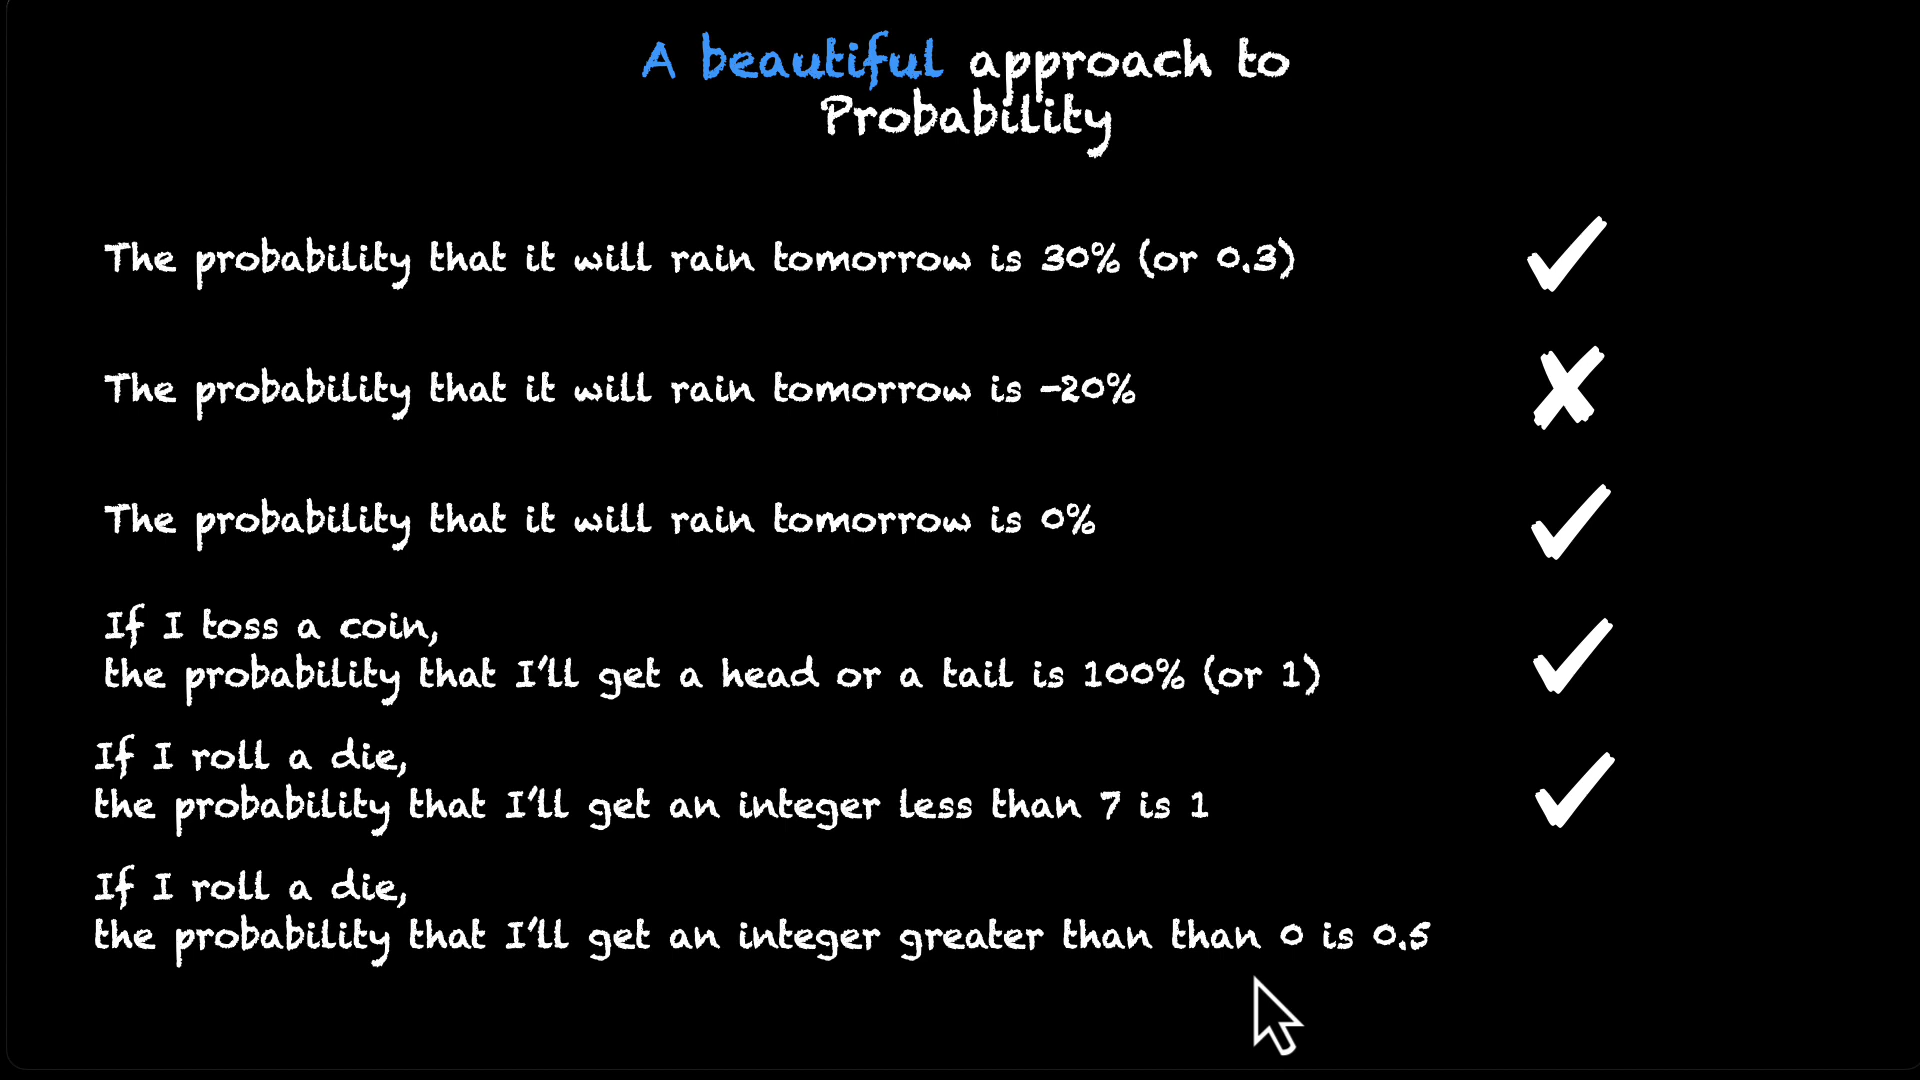 A beautiful approach to
Probability
The probability that it will rain tomorrow is 30% (or 0.3)
The probability that it will rain tomorrow is -20%
The probability that it will rain tomorrow is 0%
If I toss a coin,
the probability that I'll get a head or a tail is 100% (or 1)
If I roll a die,
the probability that I'll get an integer less than 7 is 1
If I roll a die,
the probability that I'll get an integer greater than than 0 is 0.5